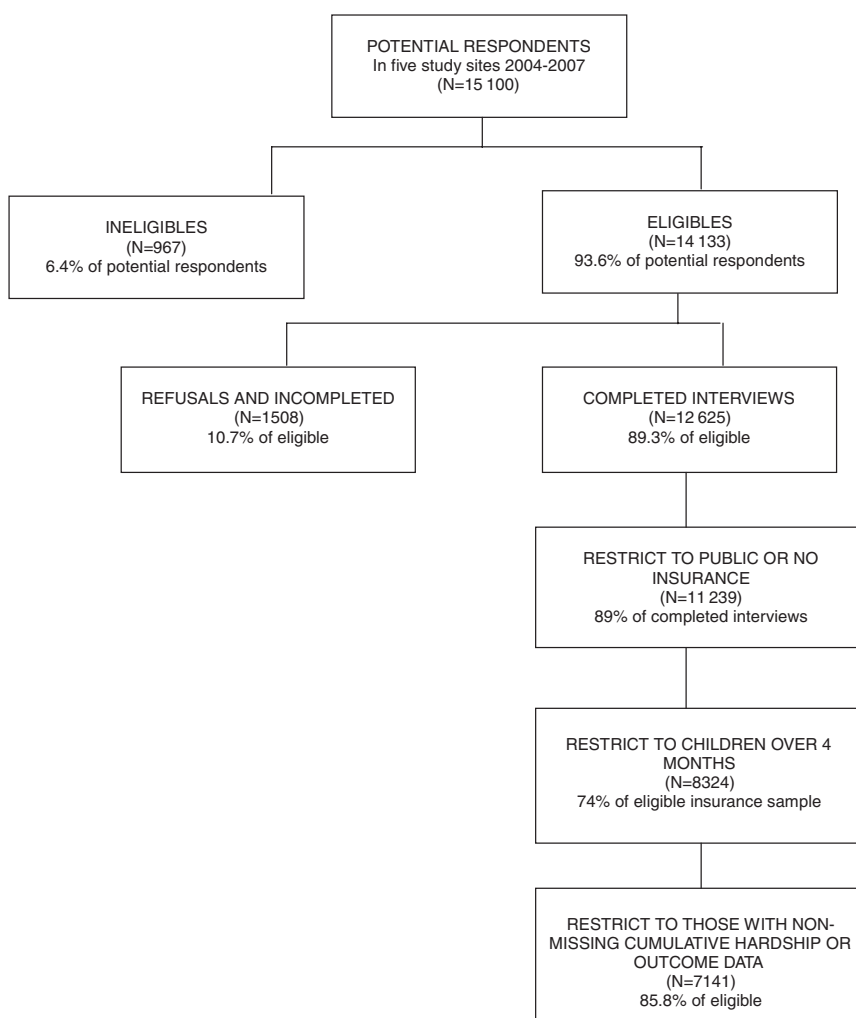 POTENTIAL RESPONDENTS
In five study sites 2004-2007
(N=15 100)
INELIGIBLES
(N=967)
6.4% of potential respondents
ELIGIBLES
(N=14 133)
93.6% of potential respondents
REFUSALS AND INCOMPLETED
(N=1508)
10.7% of eligible
COMPLETED INTERVIEWS
(N=12 625)
89.3% of eligible
RESTRICT TO PUBLIC OR NO
INSURANCE
(N=11 239)
89% of completed interviews
RESTRICT TO CHILDREN OVER 4
MONTHS
(N=8324)
74% of eligible insurance sample
RESTRICT TO THOSE WITH NON-
MISSING CUMULATIVE HARDSHIP OR
OUTCOME DATA
(N=7141)
85.8% of eligible